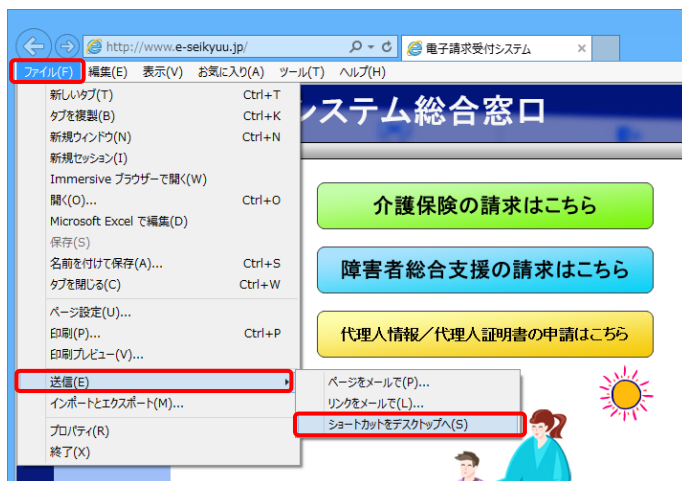 http://www.e-seikyuu.jp/
電子請求受付システム
ファイル(F) 編集(E) 表示(V) お気に入り(A) ツール(T) ヘルプ(H)
新しいタブ(T) Ctrl+T
タブを複製(B) Ctrl+K
新規ウィンドウ(N) Ctrl+N
新規セッション(I)
Immersive ブラウザーで開く(W)
開く(O)... Ctrl+O
Microsoft Excel で編集(D)
保存(S)
名前を付けて保存(A)... Ctrl+S
タブを閉じる(C) Ctrl+W
ページ設定(U)...
印刷(P)... Ctrl+P
印刷プレビュー(V)...
送信(E)
インポートとエクスポート(M)...
プロパティ(R)
終了(X)
ページをメールで(P)...
リンクをメールで(L)...
ショートカットをデスクトップへ(S)
システム総合窓口
介護保険の請求はこちら
障害者総合支援の請求はこちら
代理人情報/代理人証明書の申請はこちら